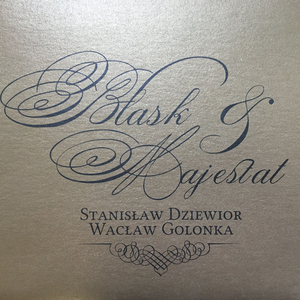 Blask &
Majestat
STANISŁAW DZIEWIOR
WACŁAW GOLONKA